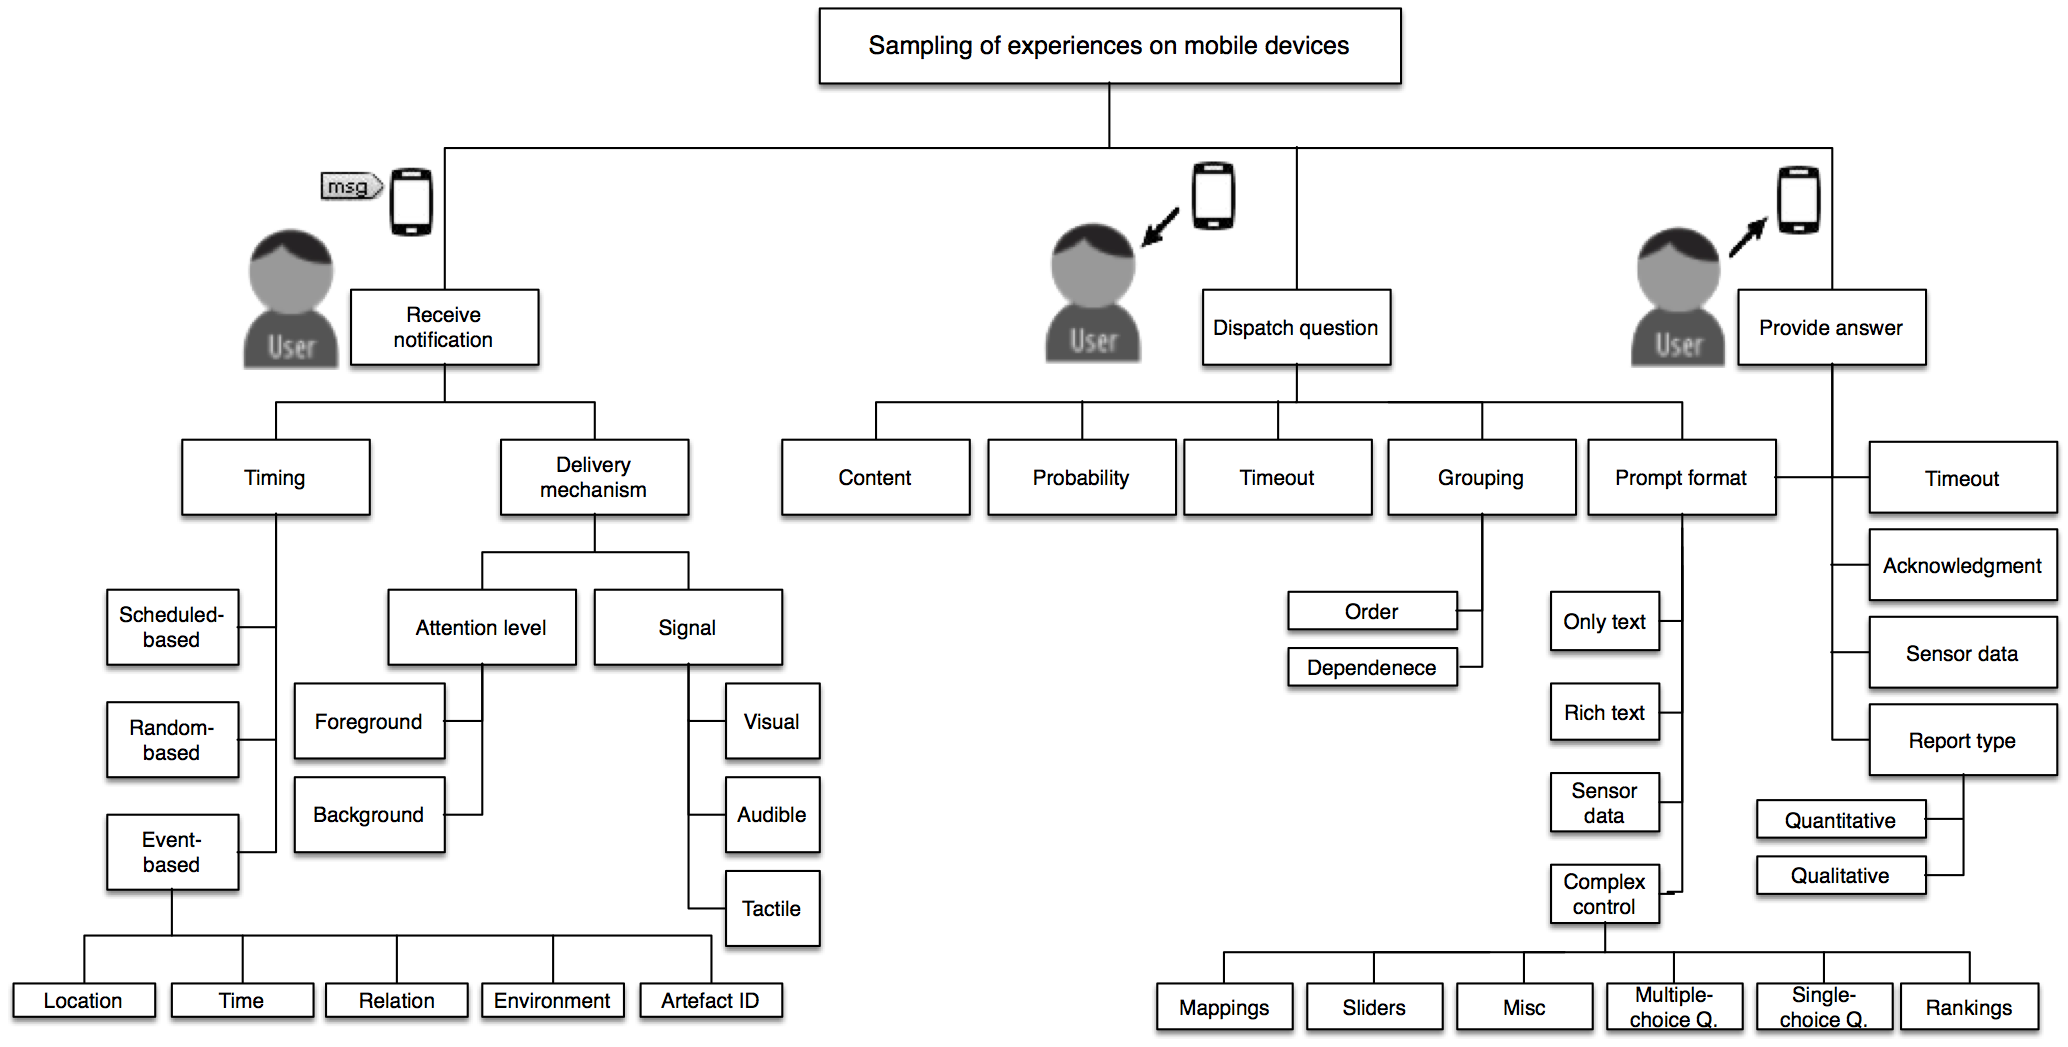 Sampling of experiences on mobile devices
msg
User
User
User
Receive
notification
Dispatch question
Provide answer
Timing
Delivery
mechanism
Content
Probability
Timeout
Grouping
Prompt format
Timeout
Acknowledgment
Sensor data
Report type
Quantitative
Qualitative
Scheduled-
based
Random-
based
Event-
based
Attention level
Signal
Foreground
Background
Visual
Audible
Tactile
Order
Dependenece
Only text
Rich text
Sensor
data
Complex
control
Location
Time
Relation
Environment
Artefact ID
Mappings
Sliders
Misc
Multiple-
choice Q.
Single-
choice Q.
Rankings